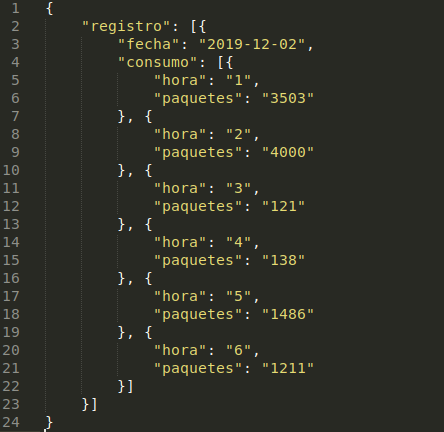 1 {
2     "registro": [{
3         "fecha": "2019-12-02",
4         "consumo": [{
5             "hora": "1",
6             "paquetes": "3503"
7         }, {
8             "hora": "2",
9             "paquetes": "4000"
10         }, {
11             "hora": "3",
12             "paquetes": "121"
13         }, {
14             "hora": "4",
15             "paquetes": "138"
16         }, {
17             "hora": "5",
18             "paquetes": "1486"
19         }, {
20             "hora": "6",
21             "paquetes": "1211"
22         }]
23     }]
24 }